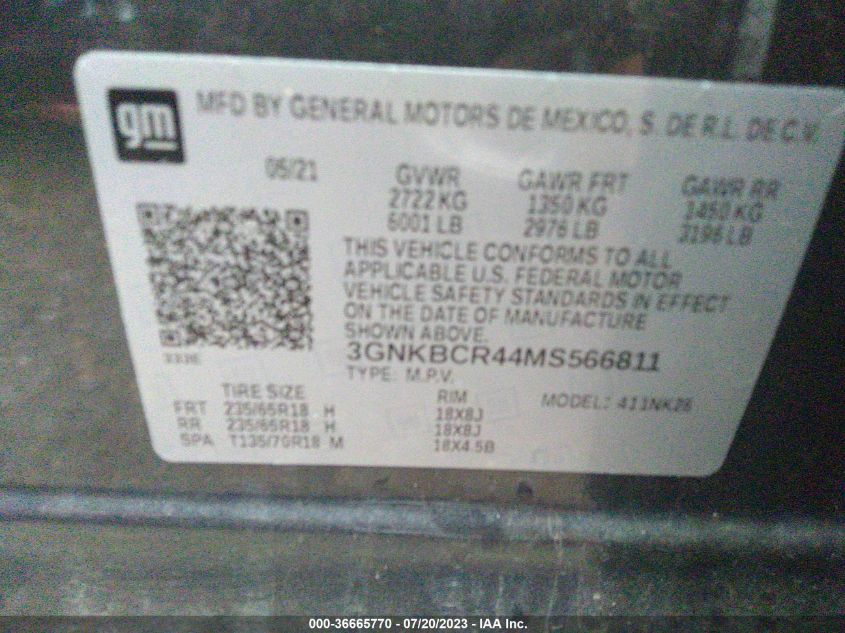 gm
MFD BY GENERAL MOTORS DE MEXICO, S. DE R.L. DE C.V.
05/21 GVWR GAWR FRT GAWR RR
2722 KG 1350 KG 1450 KG
6001 LB 2976 LB 3196 LB
THIS VEHICLE CONFORMS TO ALL
APPLICABLE U.S. FEDERAL MOTOR
VEHICLE SAFETY STANDARDS IN EFFECT
ON THE DATE OF MANUFACTURE
SHOWN ABOVE.
3GNKBCR44MS566811
TYPE: M.P.V.
TIRE SIZE RIM MODEL: 411NK26
FRT 235/65R18 H 18X8J
RR 235/65R18 H 18X8J
SPA T135/70R18 M 18X4.5B
000-36665770 - 07/20/2023 - IAA Inc.